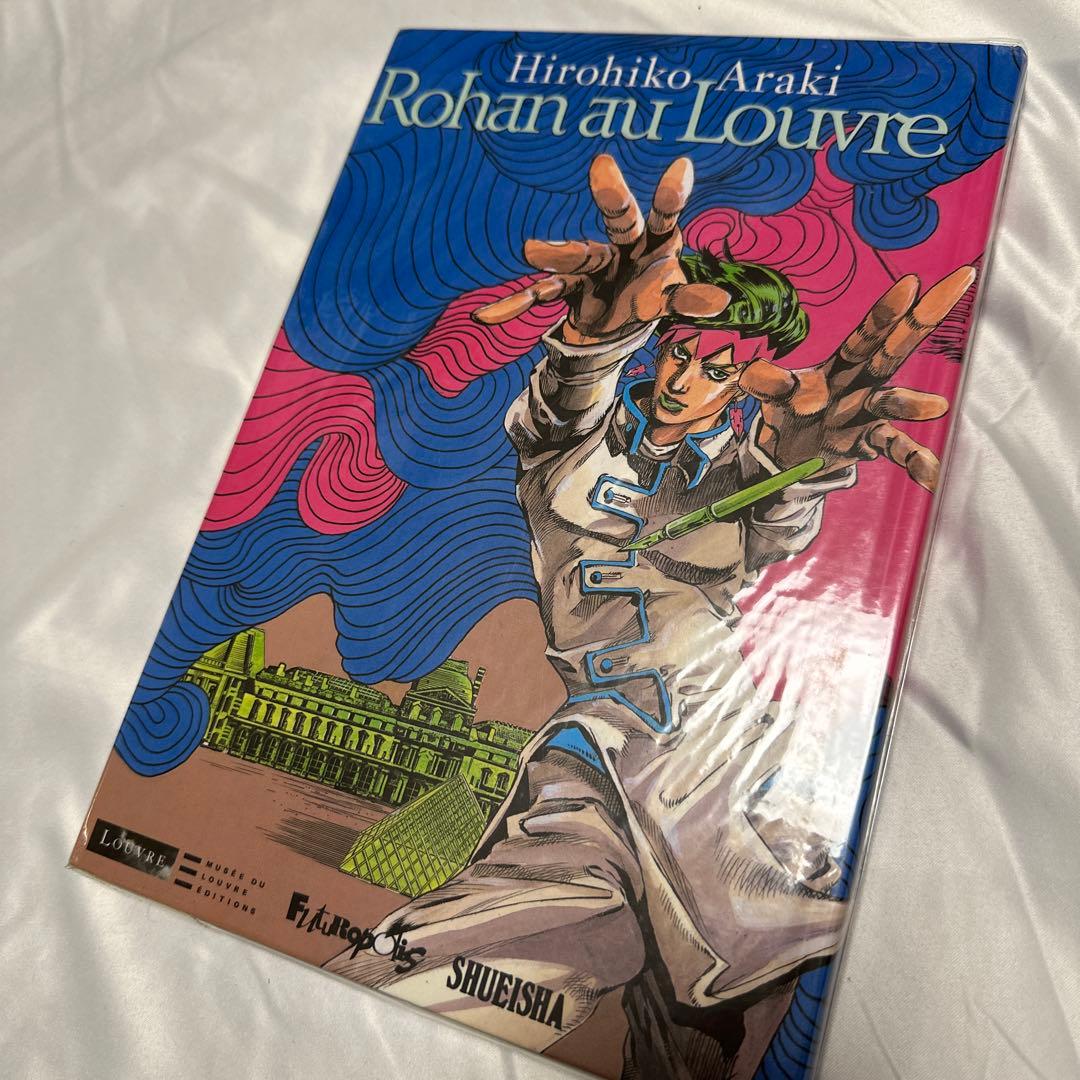 Hirohiko Araki
Rohan au Louvre
LOUVRE
MUSÉE DU
LOUVRE
ÉDITIONS
FutuRopolis
SHUEISHA